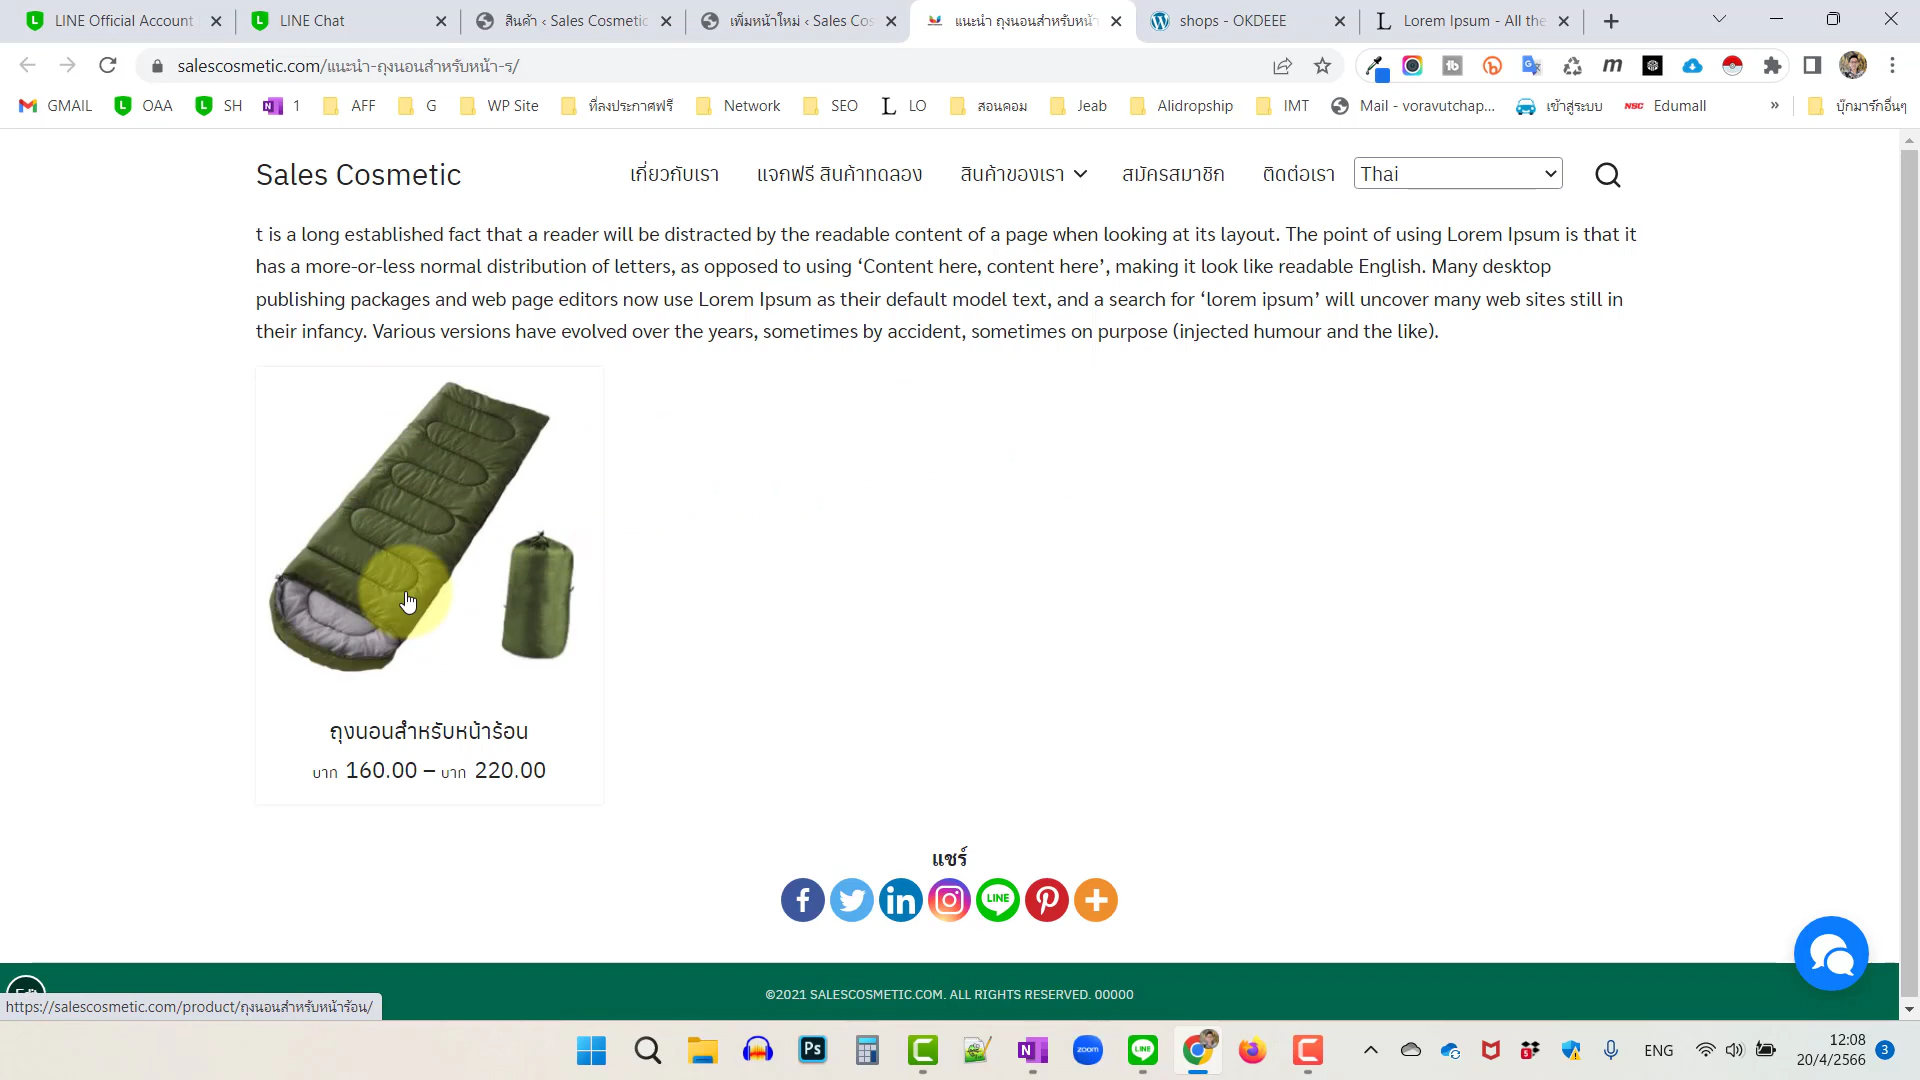 LINE Official Account
LINE Chat
สินค้า ‹ Sales Cosmetic
เพิ่มหน้าใหม่ ‹ Sales Cos
แนะนำ ถุงนอนสำหรับหน้า
shops - OKDEEE
Lorem Ipsum - All the
salescosmetic.com/แนะนำ-ถุงนอนสำหรับหน้า-ร/
GMAIL
OAA
SH
1
AFF
G
WP Site
ที่ลงประกาศฟรี
Network
SEO
LO
สอนคอม
Jeab
Alidropship
IMT
Mail - voravutchap...
เข้าสู่ระบบ
NSC Edumall
»
บุ๊กมาร์กอื่นๆ
Sales Cosmetic
เกี่ยวกับเรา
แจกฟรี สินค้าทดลอง
สินค้าของเรา
สมัครสมาชิก
ติดต่อเรา
Thai
t is a long established fact that a reader will be distracted by the readable content of a page when looking at its layout. The point of using Lorem Ipsum is that it
has a more-or-less normal distribution of letters, as opposed to using ‘Content here, content here’, making it look like readable English. Many desktop
publishing packages and web page editors now use Lorem Ipsum as their default model text, and a search for ‘lorem ipsum’ will uncover many web sites still in
their infancy. Various versions have evolved over the years, sometimes by accident, sometimes on purpose (injected humour and the like).
ถุงนอนสำหรับหน้าร้อน
บาท 160.00 – บาท 220.00
แชร์
LINE
©2021 SALESCOSMETIC.COM. ALL RIGHTS RESERVED. 00000
https://salescosmetic.com/product/ถุงนอนสำหรับหน้าร้อน/
Ps
zoom
LINE
ENG
12:08
20/4/2566
3